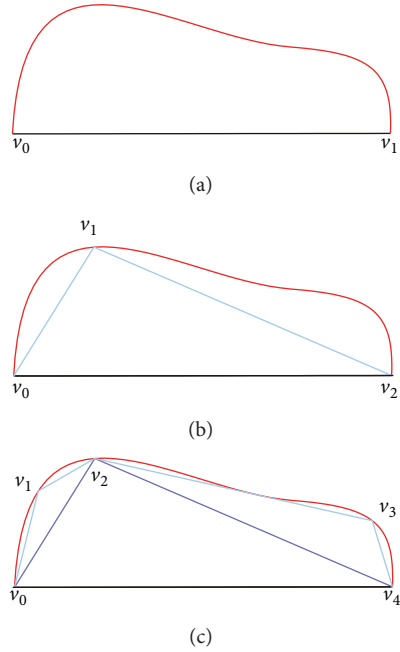 v₀ v₁
(a)
v₁
v₀ v₂
(b)
v₁ v₂ v₃
v₀ v₄
(c)